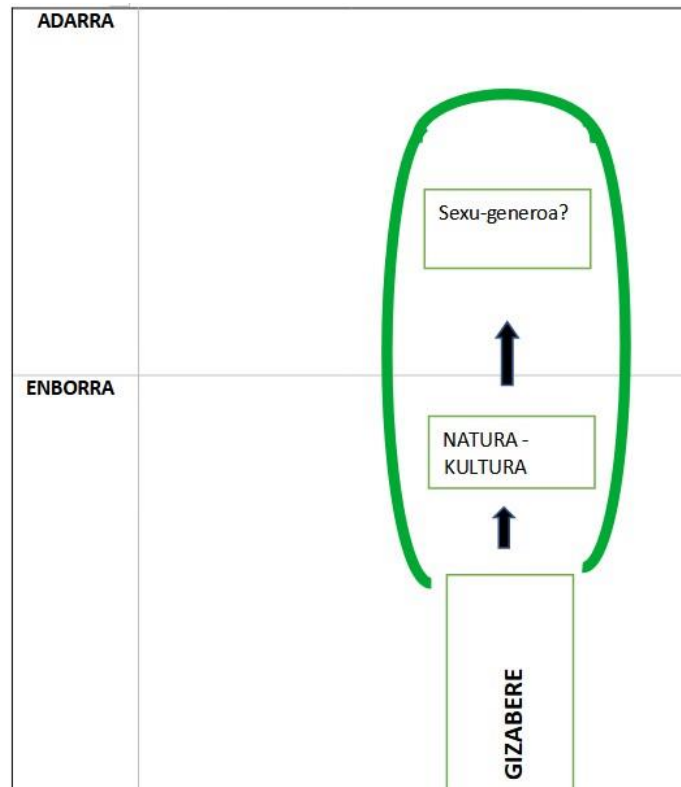 ADARRA
Sexu-generoa?
ENBORRA
NATURA -
KULTURA
GIZABERE